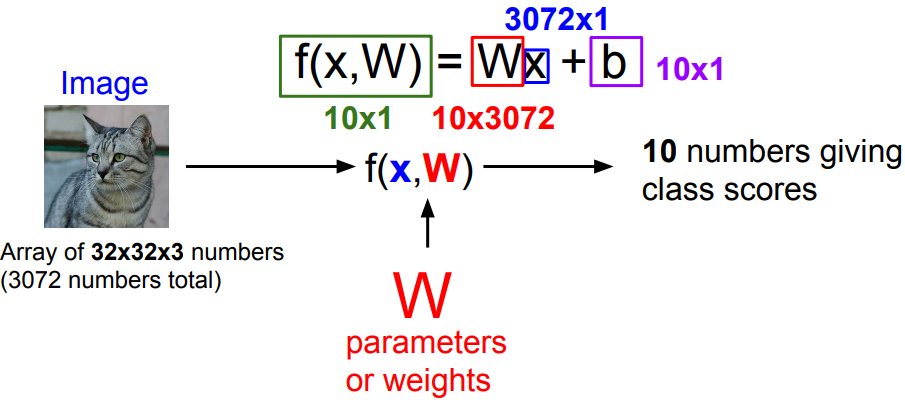 3072x1
f(x,W) = Wx + b
10x1
10x1
10x3072
Image
f(x,W)
10 numbers giving
class scores
Array of 32x32x3 numbers
(3072 numbers total)
W
parameters
or weights